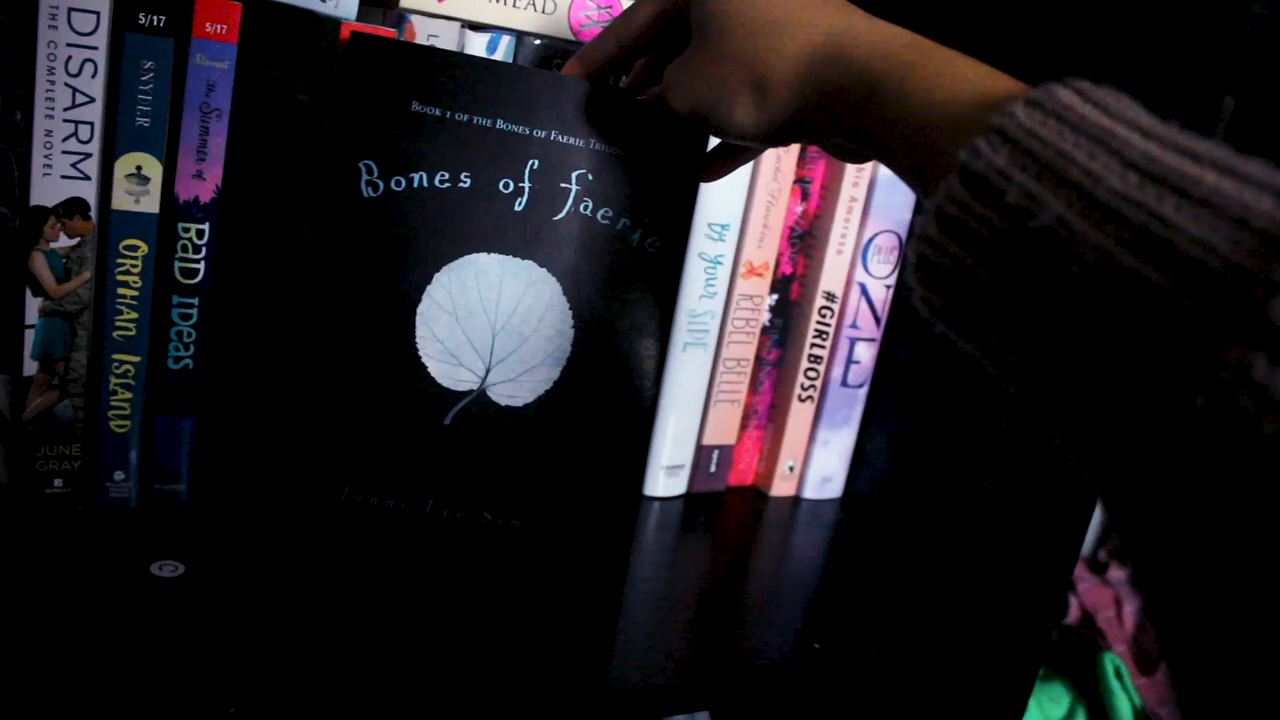 DISARM
THE COMPLETE NOVEL
JUNE
GRAY
5/17
SNYDER
ORPHAN ISLAND
5/17
the Summer of
BAD IDEAS
MEAD
BOOK 1 OF THE BONES OF FAERIE
Bones of faerie
By your SIDE
REBEL BELLE
#GIRLBOSS
ONE
PLUS
C